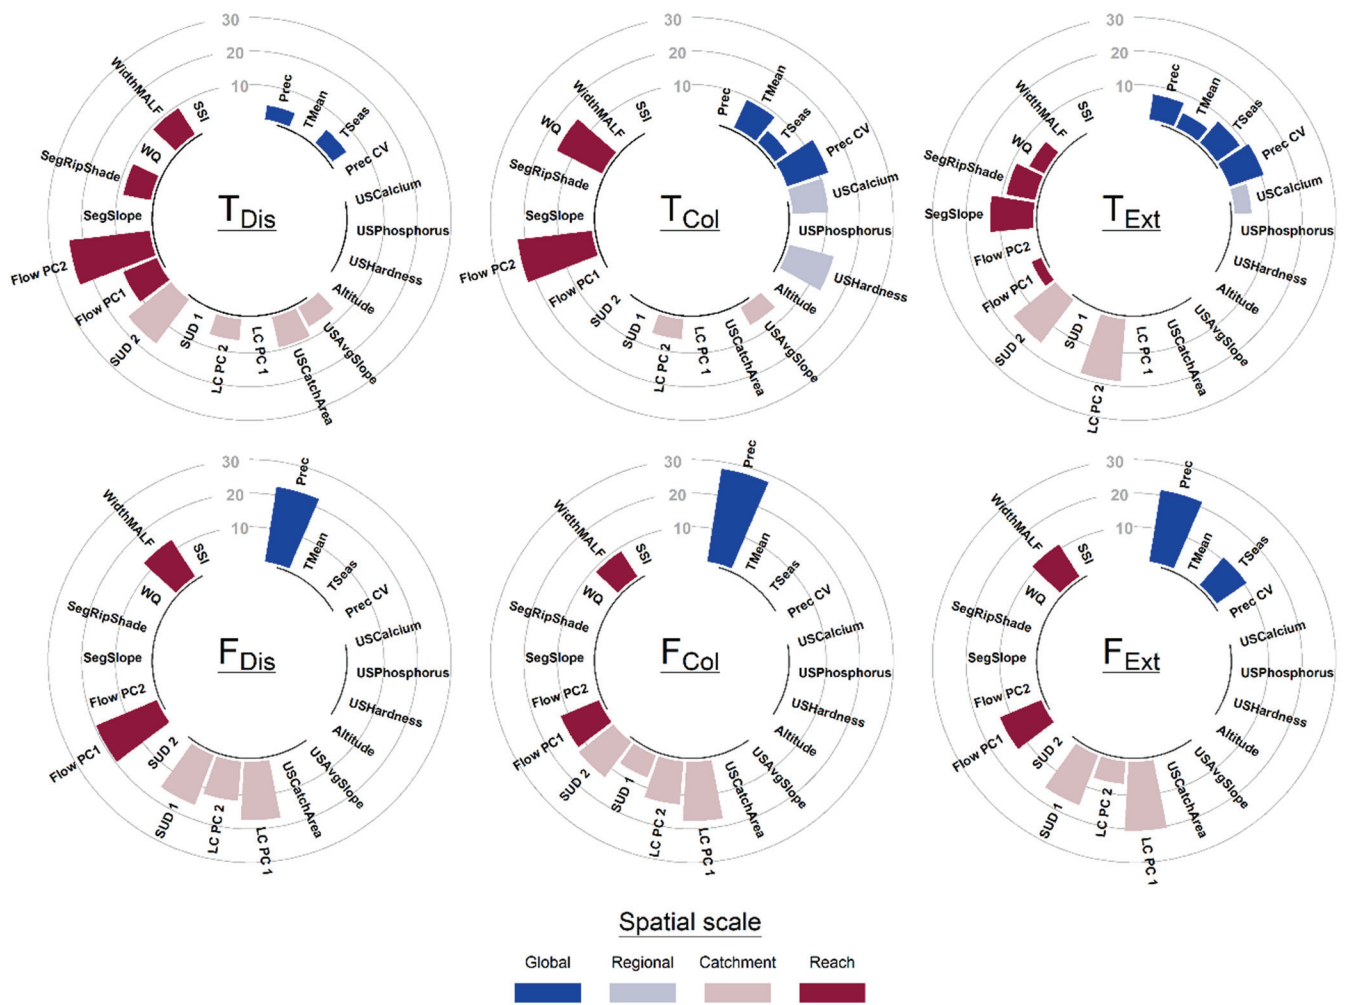 30
20
10
Prec
TMean
TSeas
Prec CV
USCalcium
USPhosphorus
USHardness
Altitude
USAvgSlope
USCatchArea
LC PC 1
LC PC 2
SUD 1
SUD 2
Flow PC1
Flow PC2
SegSlope
SegRipShade
WQ
WidthMALF
SSI
TDis
30
20
10
Prec
TMean
TSeas
Prec CV
USCalcium
USPhosphorus
USHardness
Altitude
USAvgSlope
USCatchArea
LC PC 1
LC PC 2
SUD 1
SUD 2
Flow PC1
Flow PC2
SegSlope
SegRipShade
WQ
WidthMALF
SSI
TCol
30
20
10
Prec
TMean
TSeas
Prec CV
USCalcium
USPhosphorus
USHardness
Altitude
USAvgSlope
USCatchArea
LC PC 1
LC PC 2
SUD 1
SUD 2
Flow PC1
Flow PC2
SegSlope
SegRipShade
WQ
WidthMALF
SSI
TExt
30
20
10
Prec
TMean
TSeas
Prec CV
USCalcium
USPhosphorus
USHardness
Altitude
USAvgSlope
USCatchArea
LC PC 1
LC PC 2
SUD 1
SUD 2
Flow PC1
Flow PC2
SegSlope
SegRipShade
WQ
WidthMALF
SSI
FDis
30
20
10
Prec
TMean
TSeas
Prec CV
USCalcium
USPhosphorus
USHardness
Altitude
USAvgSlope
USCatchArea
LC PC 1
LC PC 2
SUD 1
SUD 2
Flow PC1
Flow PC2
SegSlope
SegRipShade
WQ
WidthMALF
SSI
FCol
30
20
10
Prec
TMean
TSeas
Prec CV
USCalcium
USPhosphorus
USHardness
Altitude
USAvgSlope
USCatchArea
LC PC 1
LC PC 2
SUD 1
SUD 2
Flow PC1
Flow PC2
SegSlope
SegRipShade
WQ
WidthMALF
SSI
FExt
Spatial scale
Global Regional Catchment Reach